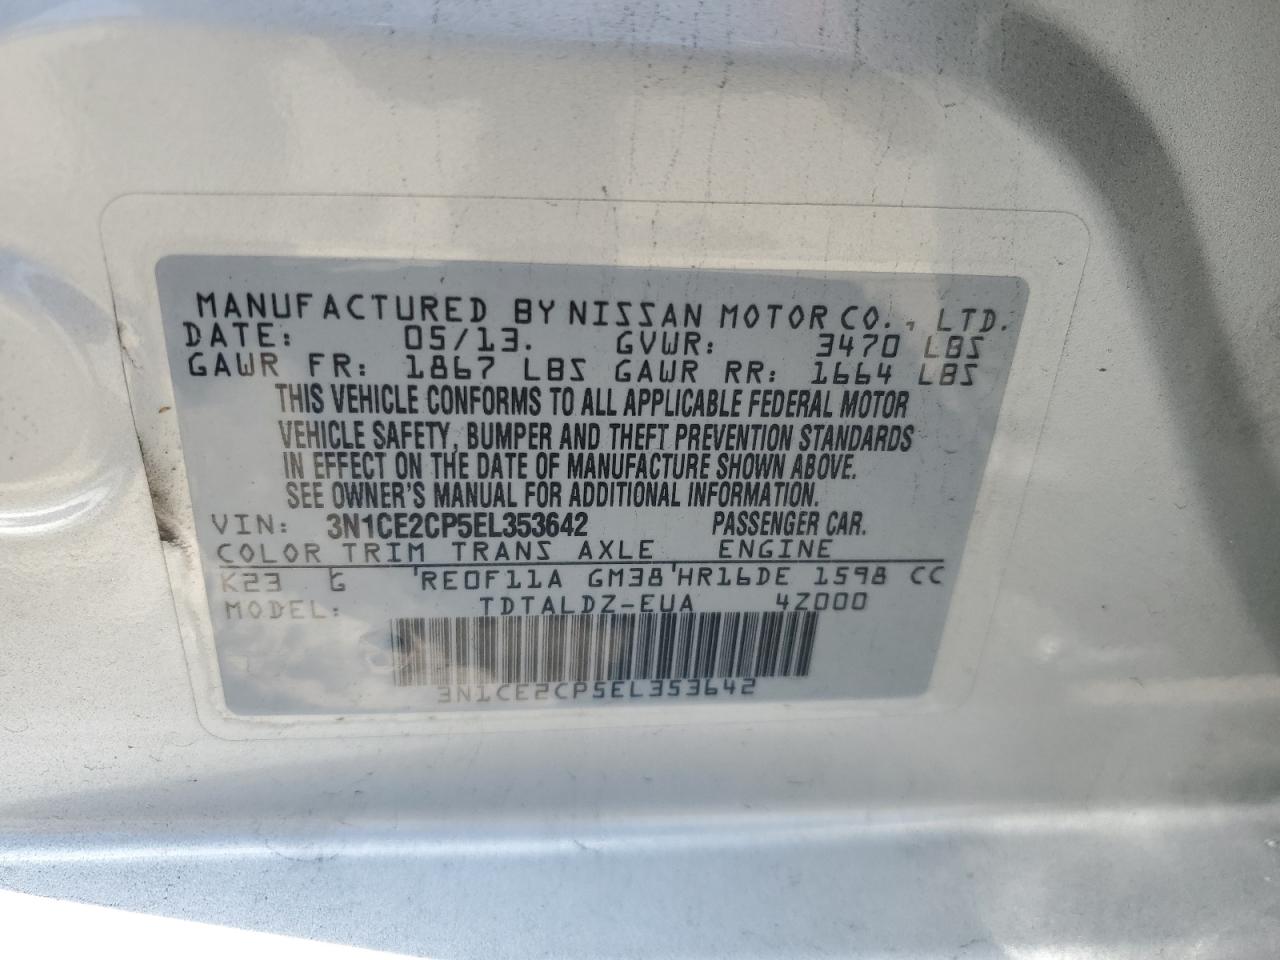 MANUFACTURED BY NISSAN MOTOR CO., LTD.
DATE: 05/13. GVWR: 3470 LBS
GAWR FR: 1867 LBS GAWR RR: 1664 LBS
THIS VEHICLE CONFORMS TO ALL APPLICABLE FEDERAL MOTOR
VEHICLE SAFETY, BUMPER AND THEFT PREVENTION STANDARDS
IN EFFECT ON THE DATE OF MANUFACTURE SHOWN ABOVE.
SEE OWNER'S MANUAL FOR ADDITIONAL INFORMATION.
VIN: 3N1CE2CP5EL353642 PASSENGER CAR.
COLOR TRIM TRANS AXLE ENGINE
K23 G 'RE0F11A GM38'HR16DE 1598 CC
MODEL: TDTALDZ-EUA 4Z000
3N1CE2CP5EL353642